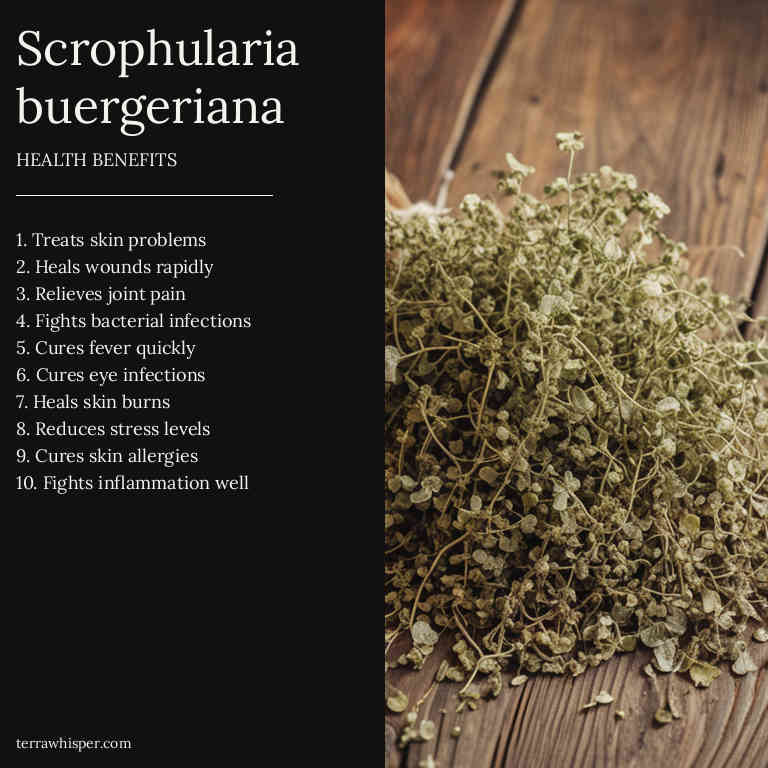 Scrophularia
buergeriana
HEALTH BENEFITS
1. Treats skin problems
2. Heals wounds rapidly
3. Relieves joint pain
4. Fights bacterial infections
5. Cures fever quickly
6. Cures eye infections
7. Heals skin burns
8. Reduces stress levels
9. Cures skin allergies
10. Fights inflammation well
terrawhisper.com